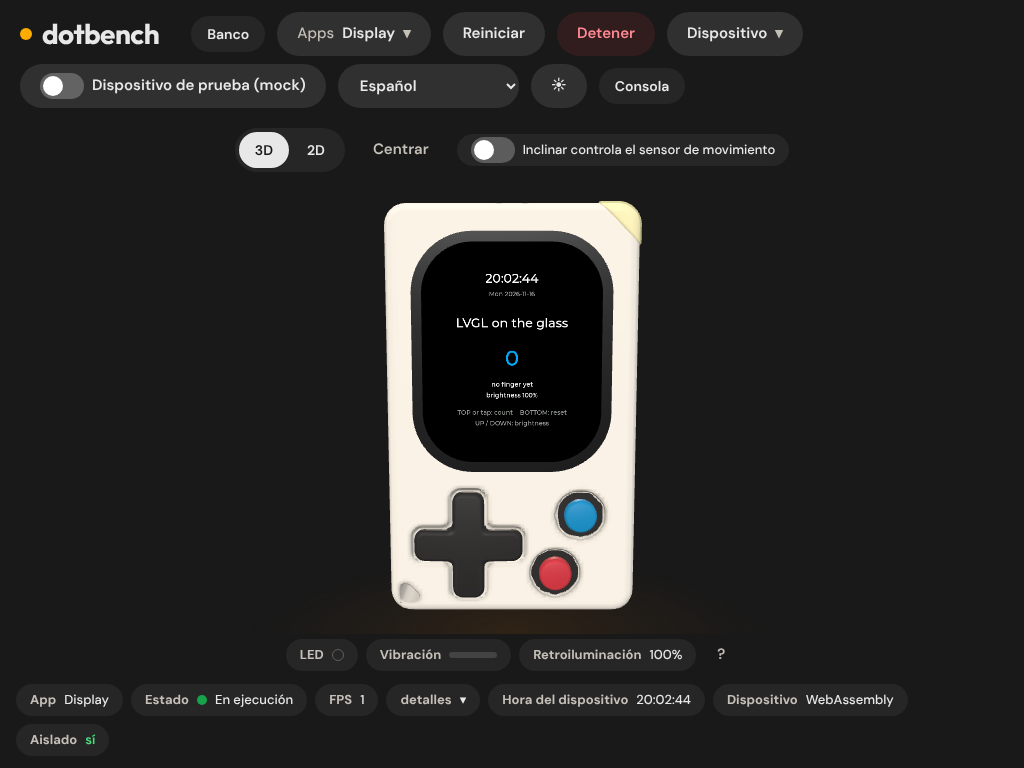 dotbench
Banco
Apps Display ▾
Reiniciar
Detener
Dispositivo ▾
Dispositivo de prueba (mock)
Español
Consola
3D
2D
Centrar
Inclinar controla el sensor de movimiento
20:02:44
Mon 2026-11-16
LVGL on the glass
0
no finger yet
brightness 100%
TOP or tap: count BOTTOM: reset
UP / DOWN: brightness
LED
Vibración
Retroiluminación 100%
?
App Display
Estado En ejecución
FPS 1
detalles ▾
Hora del dispositivo 20:02:44
Dispositivo WebAssembly
Aislado sí